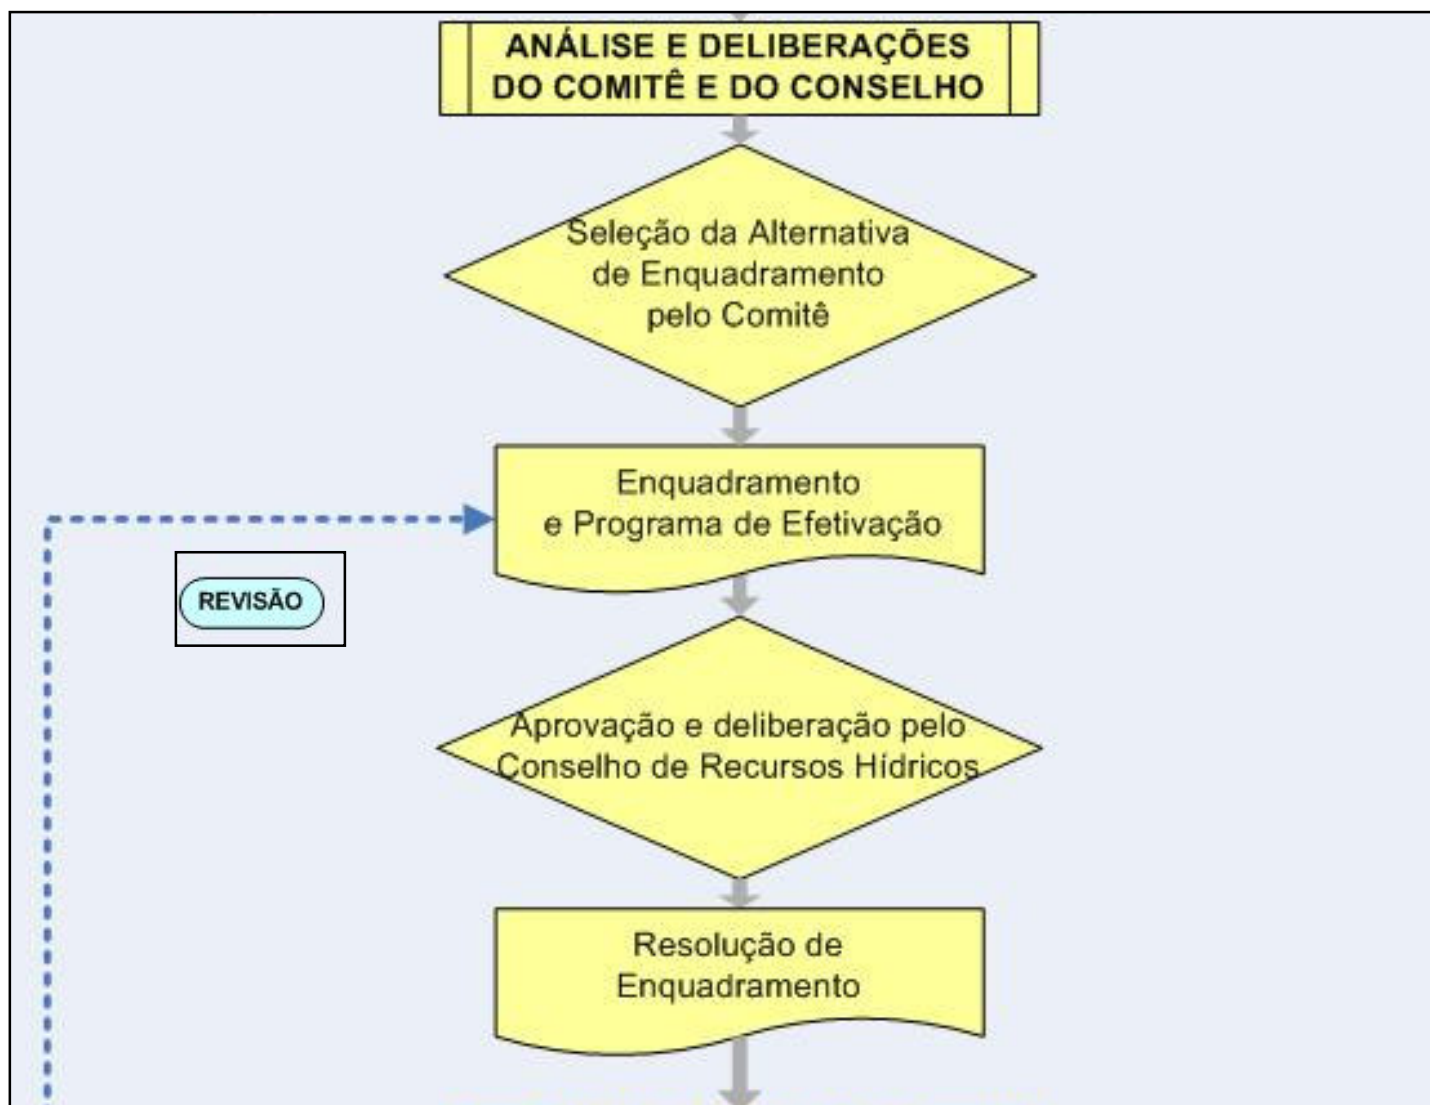 ANÁLISE E DELIBERAÇÕES
DO COMITÊ E DO CONSELHO
Seleção da Alternativa
de Enquadramento
pelo Comitê
Enquadramento
e Programa de Efetivação
REVISÃO
Aprovação e deliberação pelo
Conselho de Recursos Hídricos
Resolução de
Enquadramento